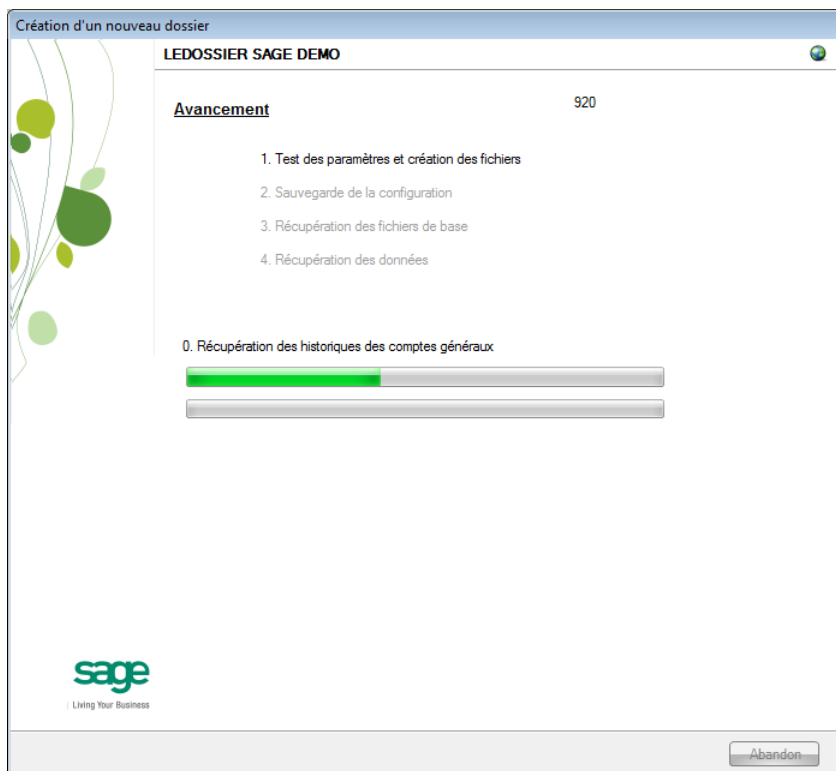 Création d'un nouveau dossier
LEDOSSIER SAGE DEMO
Avancement
920
1. Test des paramètres et création des fichiers
2. Sauvegarde de la configuration
3. Récupération des fichiers de base
4. Récupération des données
0. Récupération des historiques des comptes généraux
sage
Living Your Business
Abandon